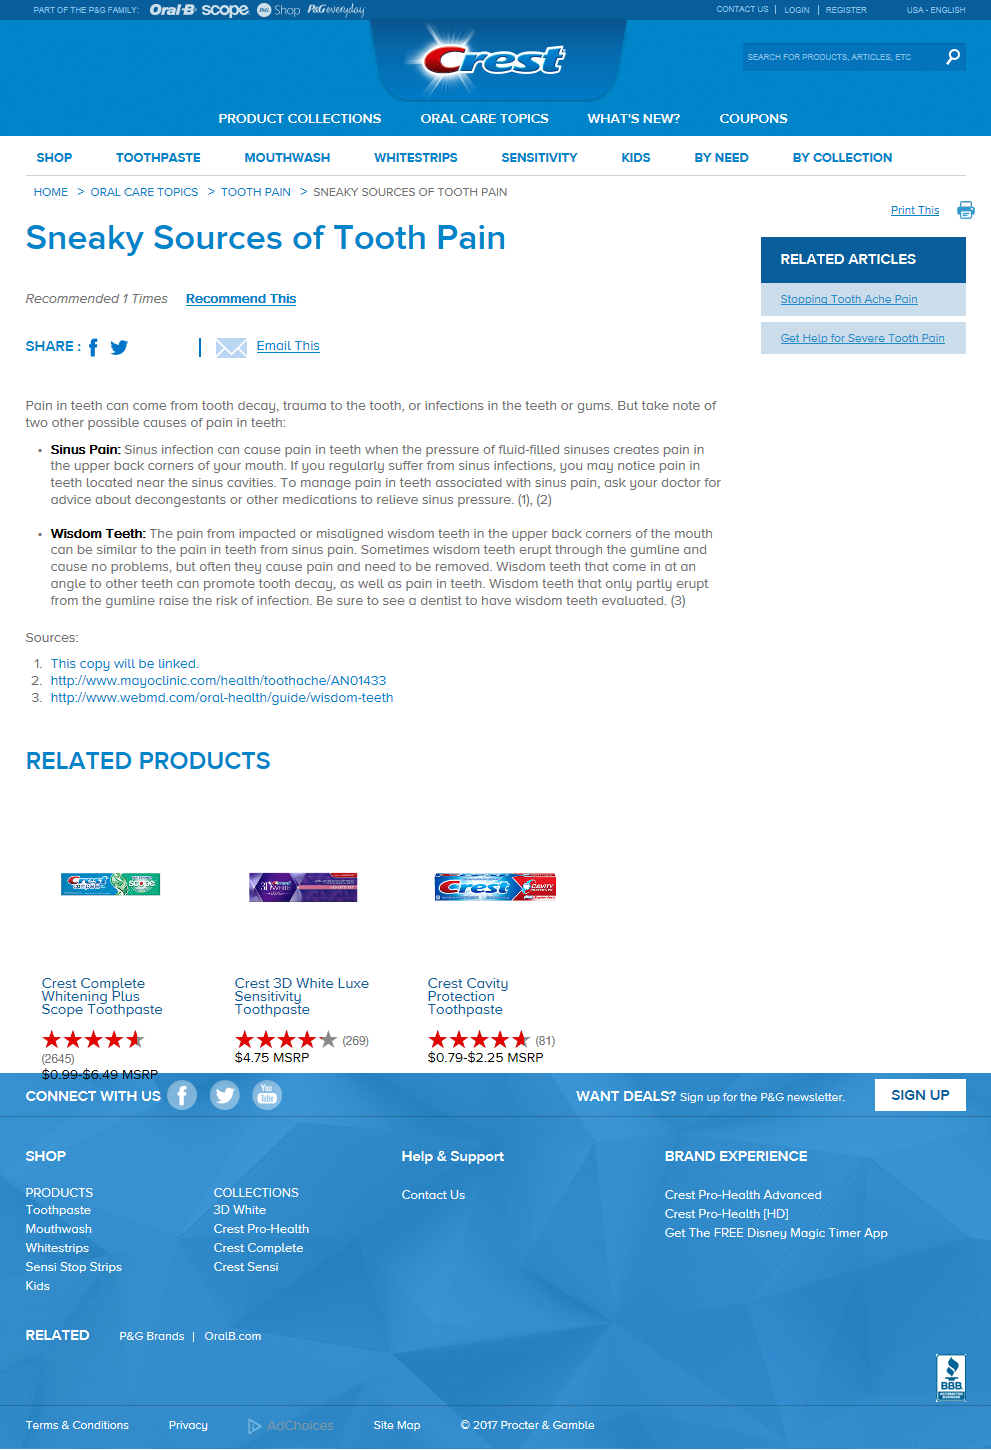 PART OF THE P&G FAMILY: Oral-B scope P&G Shop P&G everyday
CONTACT US | LOGIN | REGISTER USA - ENGLISH
Crest
SEARCH FOR PRODUCTS, ARTICLES, ETC
PRODUCT COLLECTIONS ORAL CARE TOPICS WHAT'S NEW? COUPONS
SHOP TOOTHPASTE MOUTHWASH WHITESTRIPS SENSITIVITY KIDS BY NEED BY COLLECTION
HOME > ORAL CARE TOPICS > TOOTH PAIN > SNEAKY SOURCES OF TOOTH PAIN
Print This
Sneaky Sources of Tooth Pain
RELATED ARTICLES
Stopping Tooth Ache Pain
Get Help for Severe Tooth Pain
Recommended 1 Times Recommend This
SHARE : | Email This
Pain in teeth can come from tooth decay, trauma to the tooth, or infections in the teeth or gums. But take note of
two other possible causes of pain in teeth:
• Sinus Pain: Sinus infection can cause pain in teeth when the pressure of fluid-filled sinuses creates pain in
the upper back corners of your mouth. If you regularly suffer from sinus infections, you may notice pain in
teeth located near the sinus cavities. To manage pain in teeth associated with sinus pain, ask your doctor for
advice about decongestants or other medications to relieve sinus pressure. (1), (2)
• Wisdom Teeth: The pain from impacted or misaligned wisdom teeth in the upper back corners of the mouth
can be similar to the pain in teeth from sinus pain. Sometimes wisdom teeth erupt through the gumline and
cause no problems, but often they cause pain and need to be removed. Wisdom teeth that come in at an
angle to other teeth can promote tooth decay, as well as pain in teeth. Wisdom teeth that only partly erupt
from the gumline raise the risk of infection. Be sure to see a dentist to have wisdom teeth evaluated. (3)
Sources:
1. This copy will be linked.
2. http://www.mayoclinic.com/health/toothache/AN01433
3. http://www.webmd.com/oral-health/guide/wisdom-teeth
RELATED PRODUCTS
Crest complete scope
Crest 3D WHITE LUXE
Crest CAVITY PROTECTION
Crest Complete
Whitening Plus
Scope Toothpaste
(2645)
$0.99-$6.49 MSRP
Crest 3D White Luxe
Sensitivity
Toothpaste
(269)
$4.75 MSRP
Crest Cavity
Protection
Toothpaste
(81)
$0.79-$2.25 MSRP
CONNECT WITH US You Tube
WANT DEALS? Sign up for the P&G newsletter. SIGN UP
SHOP
PRODUCTS
Toothpaste
Mouthwash
Whitestrips
Sensi Stop Strips
Kids
COLLECTIONS
3D White
Crest Pro-Health
Crest Complete
Crest Sensi
Help & Support
Contact Us
BRAND EXPERIENCE
Crest Pro-Health Advanced
Crest Pro-Health [HD]
Get The FREE Disney Magic Timer App
RELATED P&G Brands | OralB.com
BBB
ACCREDITED
BUSINESS
Terms & Conditions Privacy AdChoices Site Map © 2017 Procter & Gamble